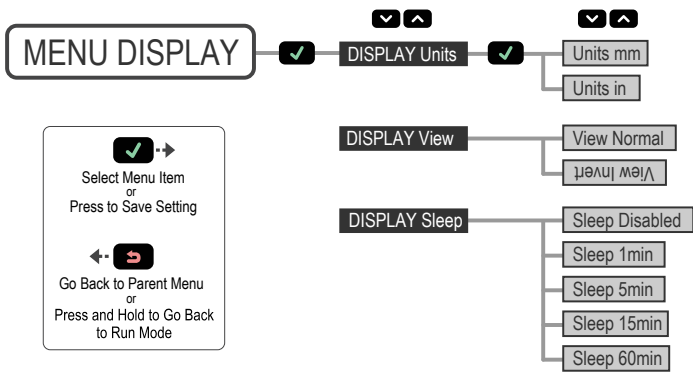 MENU DISPLAY
DISPLAY Units
Units mm
Units in
DISPLAY View
View Normal
View Invert
DISPLAY Sleep
Sleep Disabled
Sleep 1min
Sleep 5min
Sleep 15min
Sleep 60min
Select Menu Item
or
Press to Save Setting
Go Back to Parent Menu
or
Press and Hold to Go Back
to Run Mode